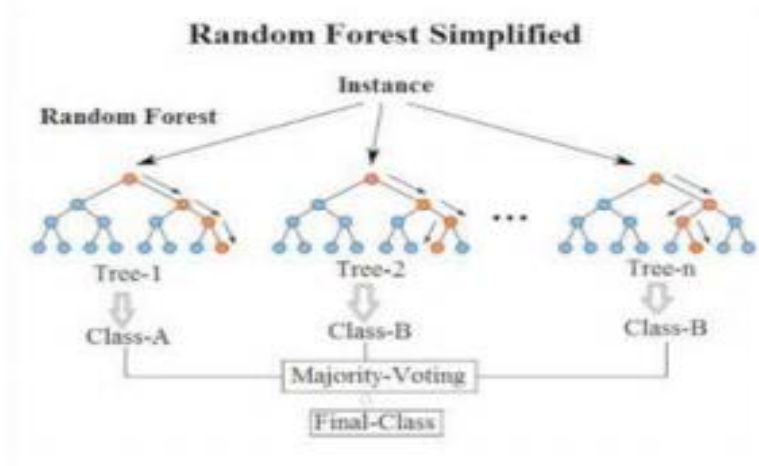 Random Forest Simplified
Instance
Random Forest
...
Tree-1 Tree-2 Tree-n
Class-A Class-B Class-B
Majority-Voting
Final-Class